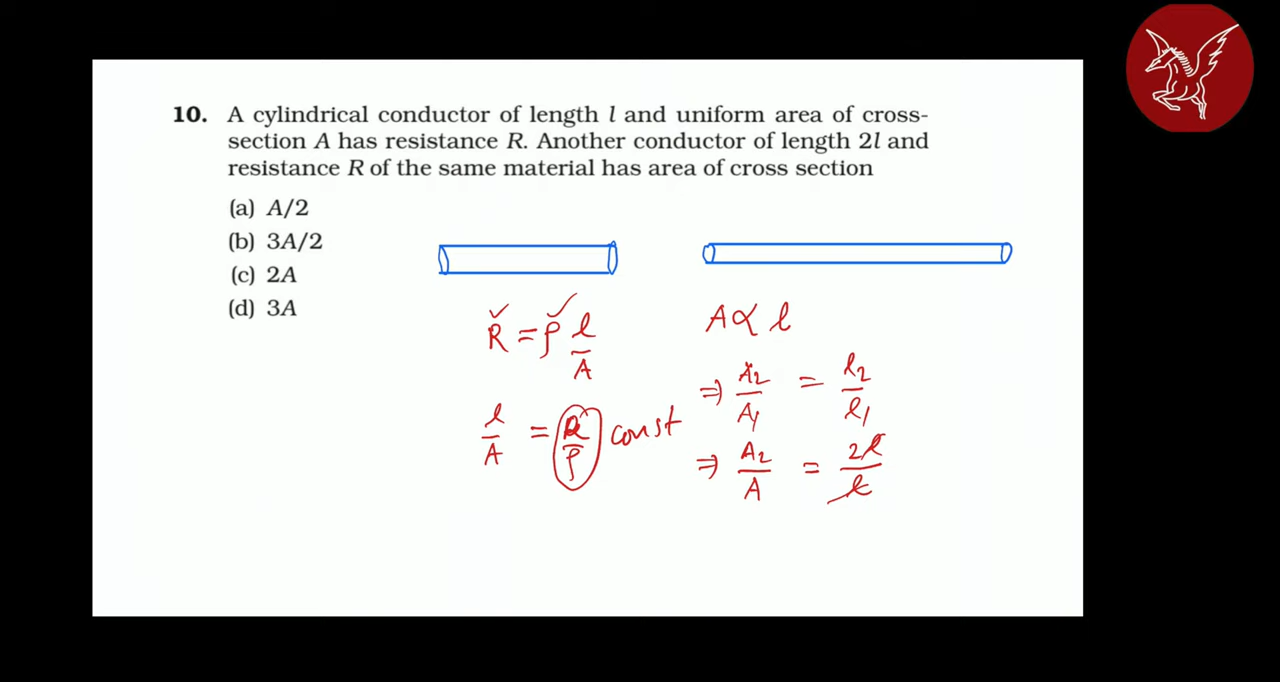 10. A cylindrical conductor of length l and uniform area of cross-
section A has resistance R. Another conductor of length 2l and
resistance R of the same material has area of cross section
(a) A/2
(b) 3A/2
(c) 2A
(d) 3A
R = ρ l/A
l/A = R/ρ const
A ∝ l
⇒ A₂/A₁ = l₂/l₁
⇒ A₂/A = 2l/l